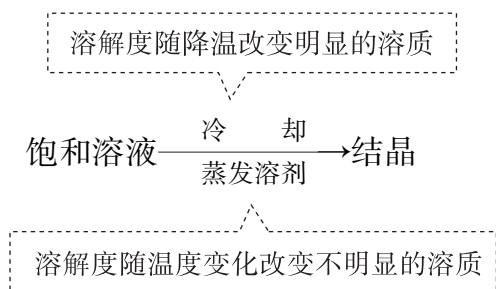 溶解度随降温改变明显的溶质
冷 却
饱和溶液 结晶
蒸发溶剂
溶解度随温度变化改变不明显的溶质